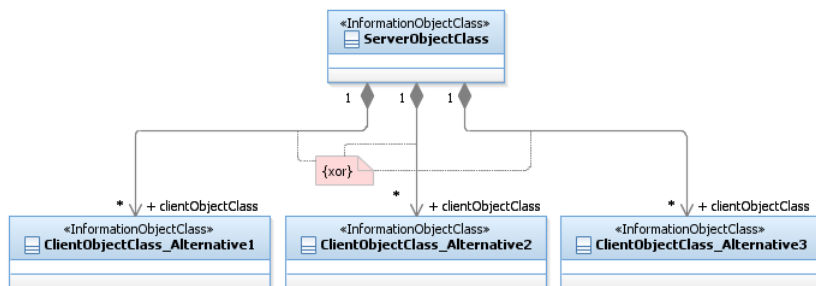 «InformationObjectClass»
ServerObjectClass
1 1 1
{xor}
* + clientObjectClass * + clientObjectClass * + clientObjectClass
«InformationObjectClass» «InformationObjectClass» «InformationObjectClass»
ClientObjectClass_Alternative1 ClientObjectClass_Alternative2 ClientObjectClass_Alternative3